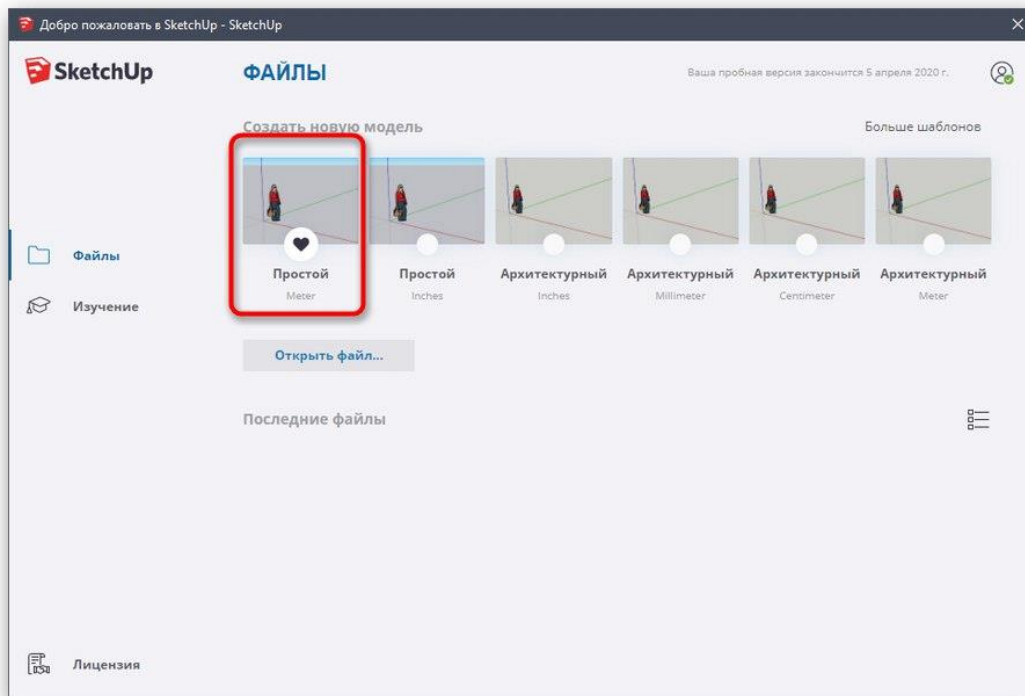 Добро пожаловать в SketchUp - SketchUp
SketchUp
ФАЙЛЫ
Ваша пробная версия закончится 5 апреля 2020 г.
Создать новую модель
Больше шаблонов
Файлы
Изучение
Простой
Meter
Простой
Inches
Архитектурный
Inches
Архитектурный
Millimeter
Архитектурный
Centimeter
Архитектурный
Meter
Открыть файл...
Последние файлы
Лицензия